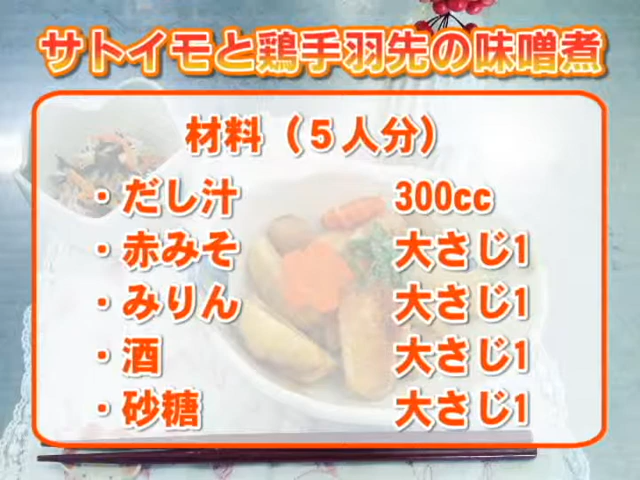 サトイモと鶏手羽先の味噌煮
材料（５人分）
・だし汁 300cc
・赤みそ 大さじ1
・みりん 大さじ1
・酒 大さじ1
・砂糖 大さじ1